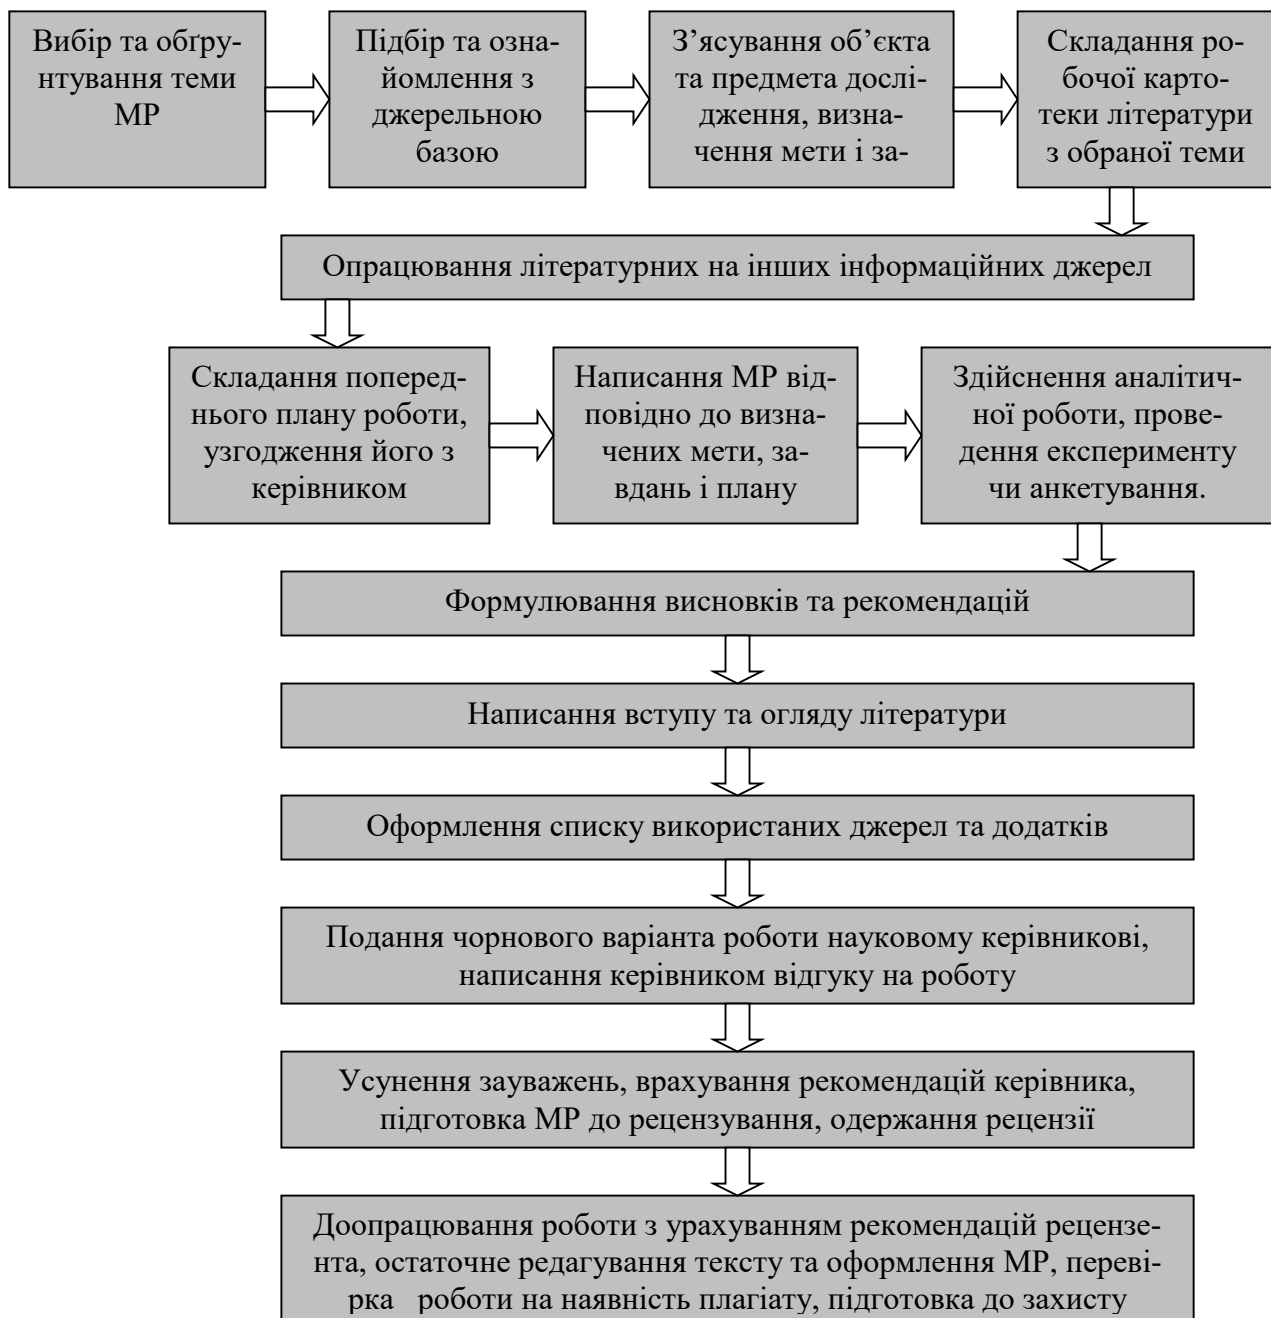 Вибір та обґру-
нтування теми
МР
Підбір та озна-
йомлення з
джерельною
базою
З’ясування об’єкта
та предмета дослі-
дження, визна-
чення мети і за-
Складання ро-
бочої карто-
теки літератури
з обраної теми
Опрацювання літературних на інших інформаційних джерел
Складання поперед-
нього плану роботи,
узгодження його з
керівником
Написання МР від-
повідно до визна-
чених мети, за-
вдань і плану
Здійснення аналітич-
ної роботи, прове-
дення експерименту
чи анкетування.
Формулювання висновків та рекомендацій
Написання вступу та огляду літератури
Оформлення списку використаних джерел та додатків
Подання чорнового варіанта роботи науковому керівникові,
написання керівником відгуку на роботу
Усунення зауважень, врахування рекомендацій керівника,
підготовка МР до рецензування, одержання рецензії
Доопрацювання роботи з урахуванням рекомендацій рецензе-
нта, остаточне редагування тексту та оформлення МР, переві-
рка роботи на наявність плагіату, підготовка до захисту